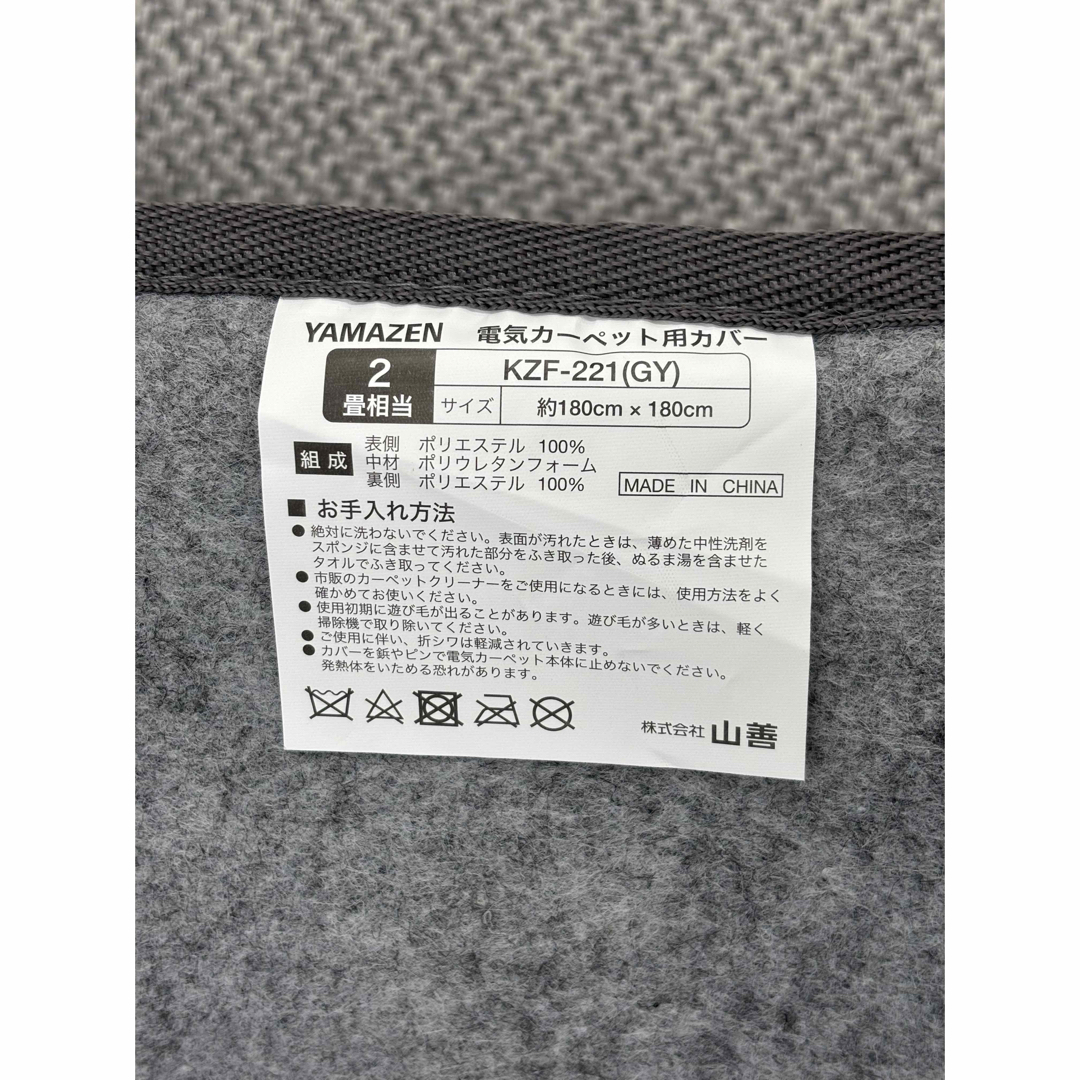 YAMAZEN 電気カーペット用カバー
2
畳相当
KZF-221(GY)
サイズ 約180cm × 180cm
組成
表側 ポリエステル 100%
中材 ポリウレタンフォーム
裏側 ポリエステル 100%
MADE IN CHINA
■ お手入れ方法
●絶対に洗わないでください。表面が汚れたときは、薄めた中性洗剤を
スポンジに含ませて汚れた部分をふき取った後、ぬるま湯を含ませた
タオルでふき取ってください。
●市販のカーペットクリーナーをご使用になるときには、使用方法をよく
確かめてお使いください。
●使用初期に遊び毛が出ることがあります。遊び毛が多いときは、軽く
掃除機で取り除いてください。
●ご使用に伴い、折シワは軽減されていきます。
●カバーを鋲やピンで電気カーペット本体に止めないでください。
発熱体をいためる恐れがあります。
株式会社 山善